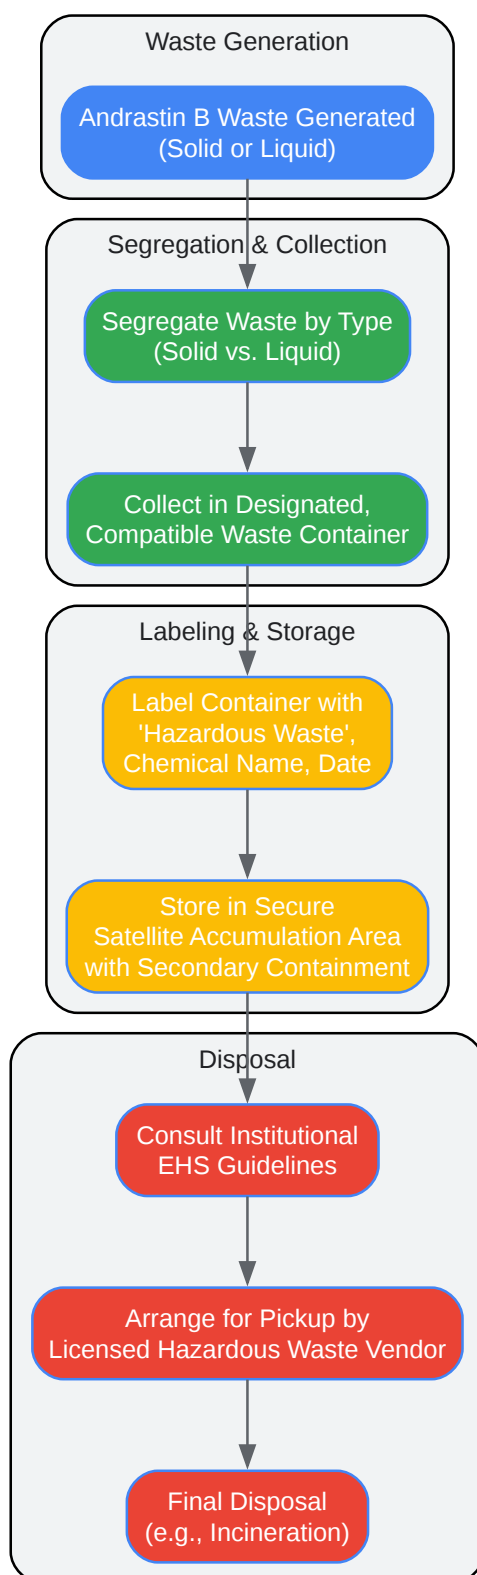 Waste Generation
Andrastin B Waste Generated
(Solid or Liquid)
Segregation & Collection
Segregate Waste by Type
(Solid vs. Liquid)
Collect in Designated,
Compatible Waste Container
Labeling & Storage
Label Container with
'Hazardous Waste',
Chemical Name, Date
Store in Secure
Satellite Accumulation Area
with Secondary Containment
Disposal
Consult Institutional
EHS Guidelines
Arrange for Pickup by
Licensed Hazardous Waste Vendor
Final Disposal
(e.g., Incineration)